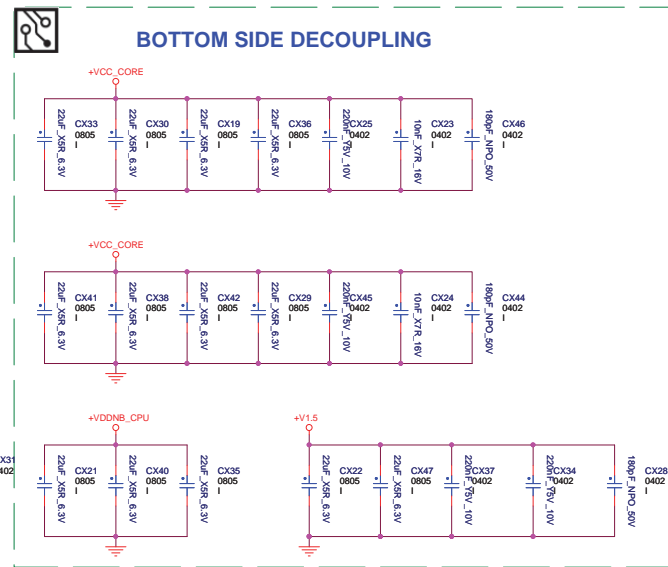 BOTTOM SIDE DECOUPLING
+VCC_CORE
22uF_X5R_6.3V
CX33
0805
I
22uF_X5R_6.3V
CX30
0805
I
22uF_X5R_6.3V
CX19
0805
I
22uF_X5R_6.3V
CX36
0805
I
220nF_Y5V_10V
CX25
0402
10nF_X7R_16V
CX23
0402
I
180pF_NPO_50V
CX46
0402
I
+VCC_CORE
22uF_X5R_6.3V
CX41
0805
I
22uF_X5R_6.3V
CX38
0805
I
22uF_X5R_6.3V
CX42
0805
I
22uF_X5R_6.3V
CX29
0805
I
220nF_Y5V_10V
CX45
0402
10nF_X7R_16V
CX24
0402
I
180pF_NPO_50V
CX44
0402
I
+VDDNB_CPU
X31
402
22uF_X5R_6.3V
CX21
0805
I
22uF_X5R_6.3V
CX40
0805
I
22uF_X5R_6.3V
CX35
0805
I
+V1.5
22uF_X5R_6.3V
CX22
0805
I
22uF_X5R_6.3V
CX47
0805
I
220nF_Y5V_10V
CX37
0402
220nF_Y5V_10V
CX34
0402
180pF_NPO_50V
CX28
0402
I